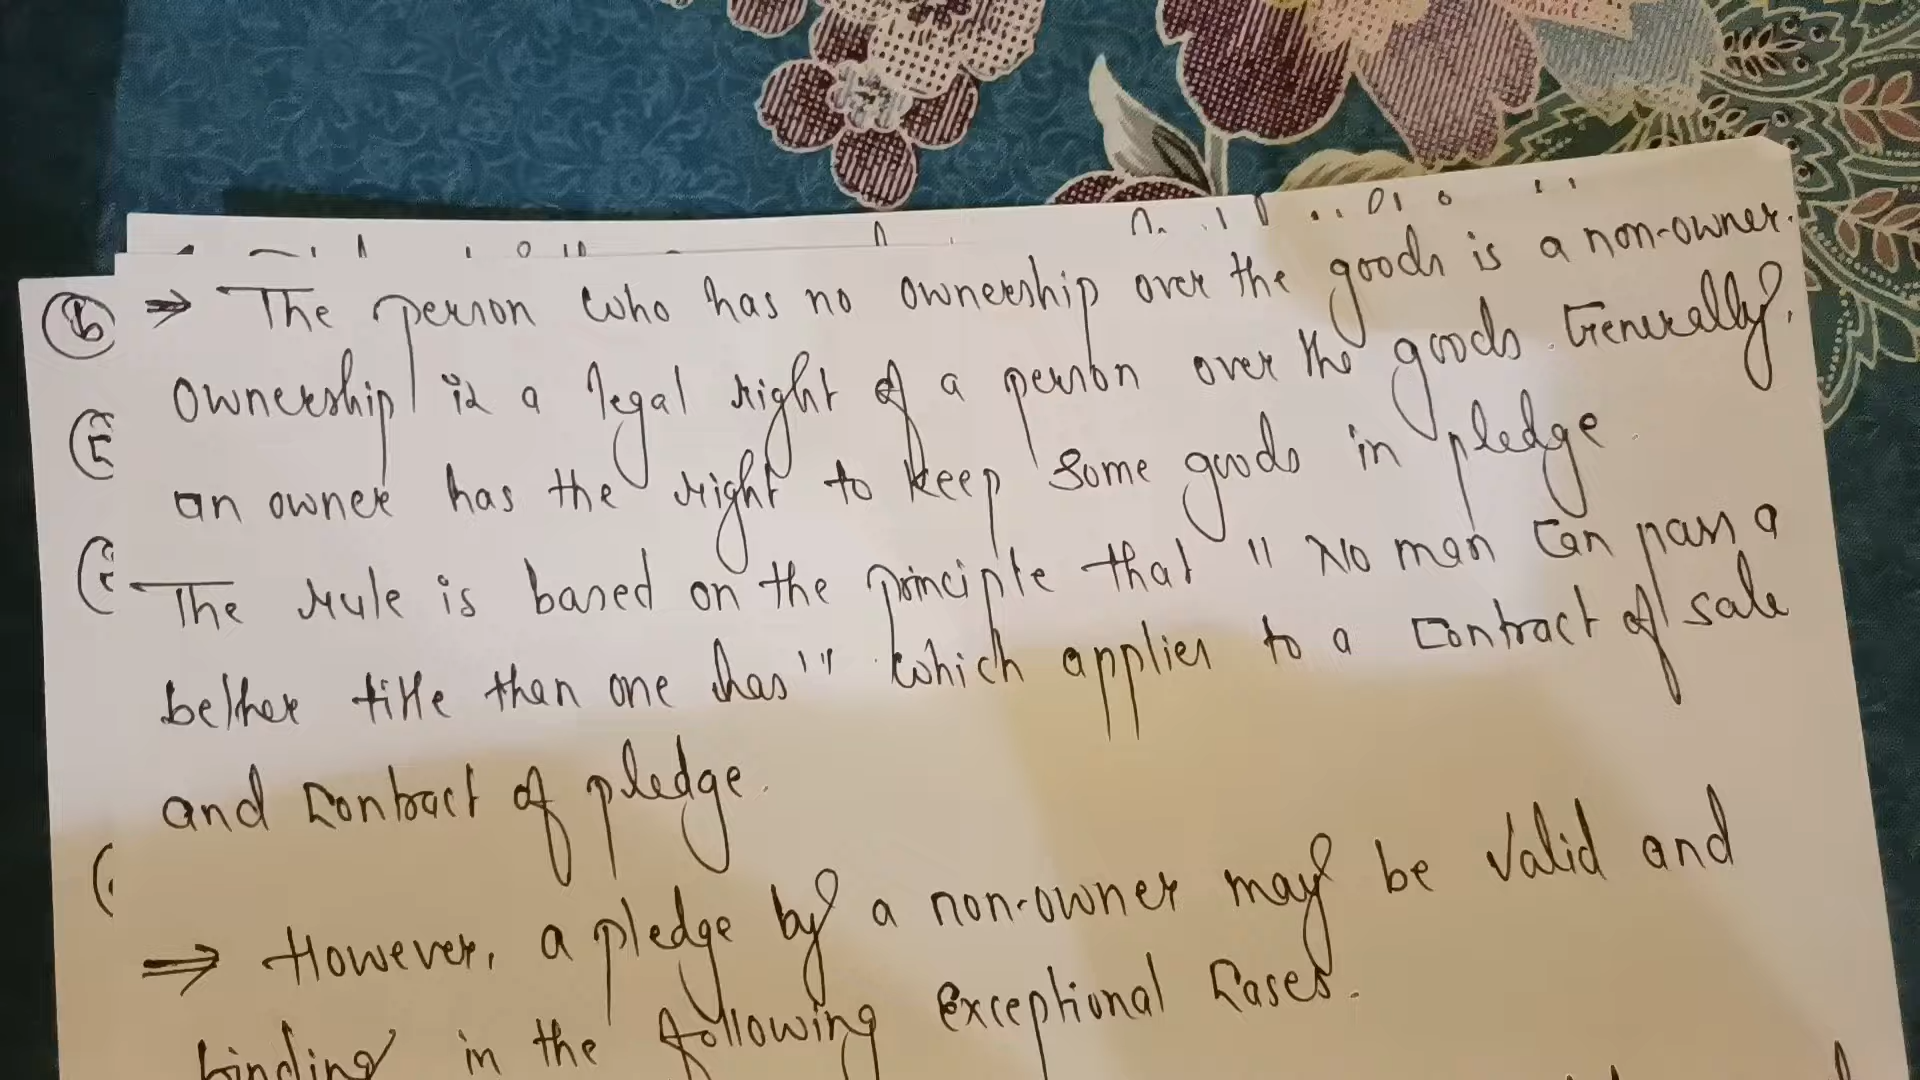 (b) ⇒ The person who has no ownership over the goods is a non-owner.
ownership is a legal right of a person over the goods. Generally,
an owner has the right to keep some goods in pledge.
The rule is based on the principle that "No man can pass a
better title than one has" which applies to a contract of sale
and contract of pledge.
⇒ However, a pledge by a non-owner may be valid and
binding in the following exceptional cases.